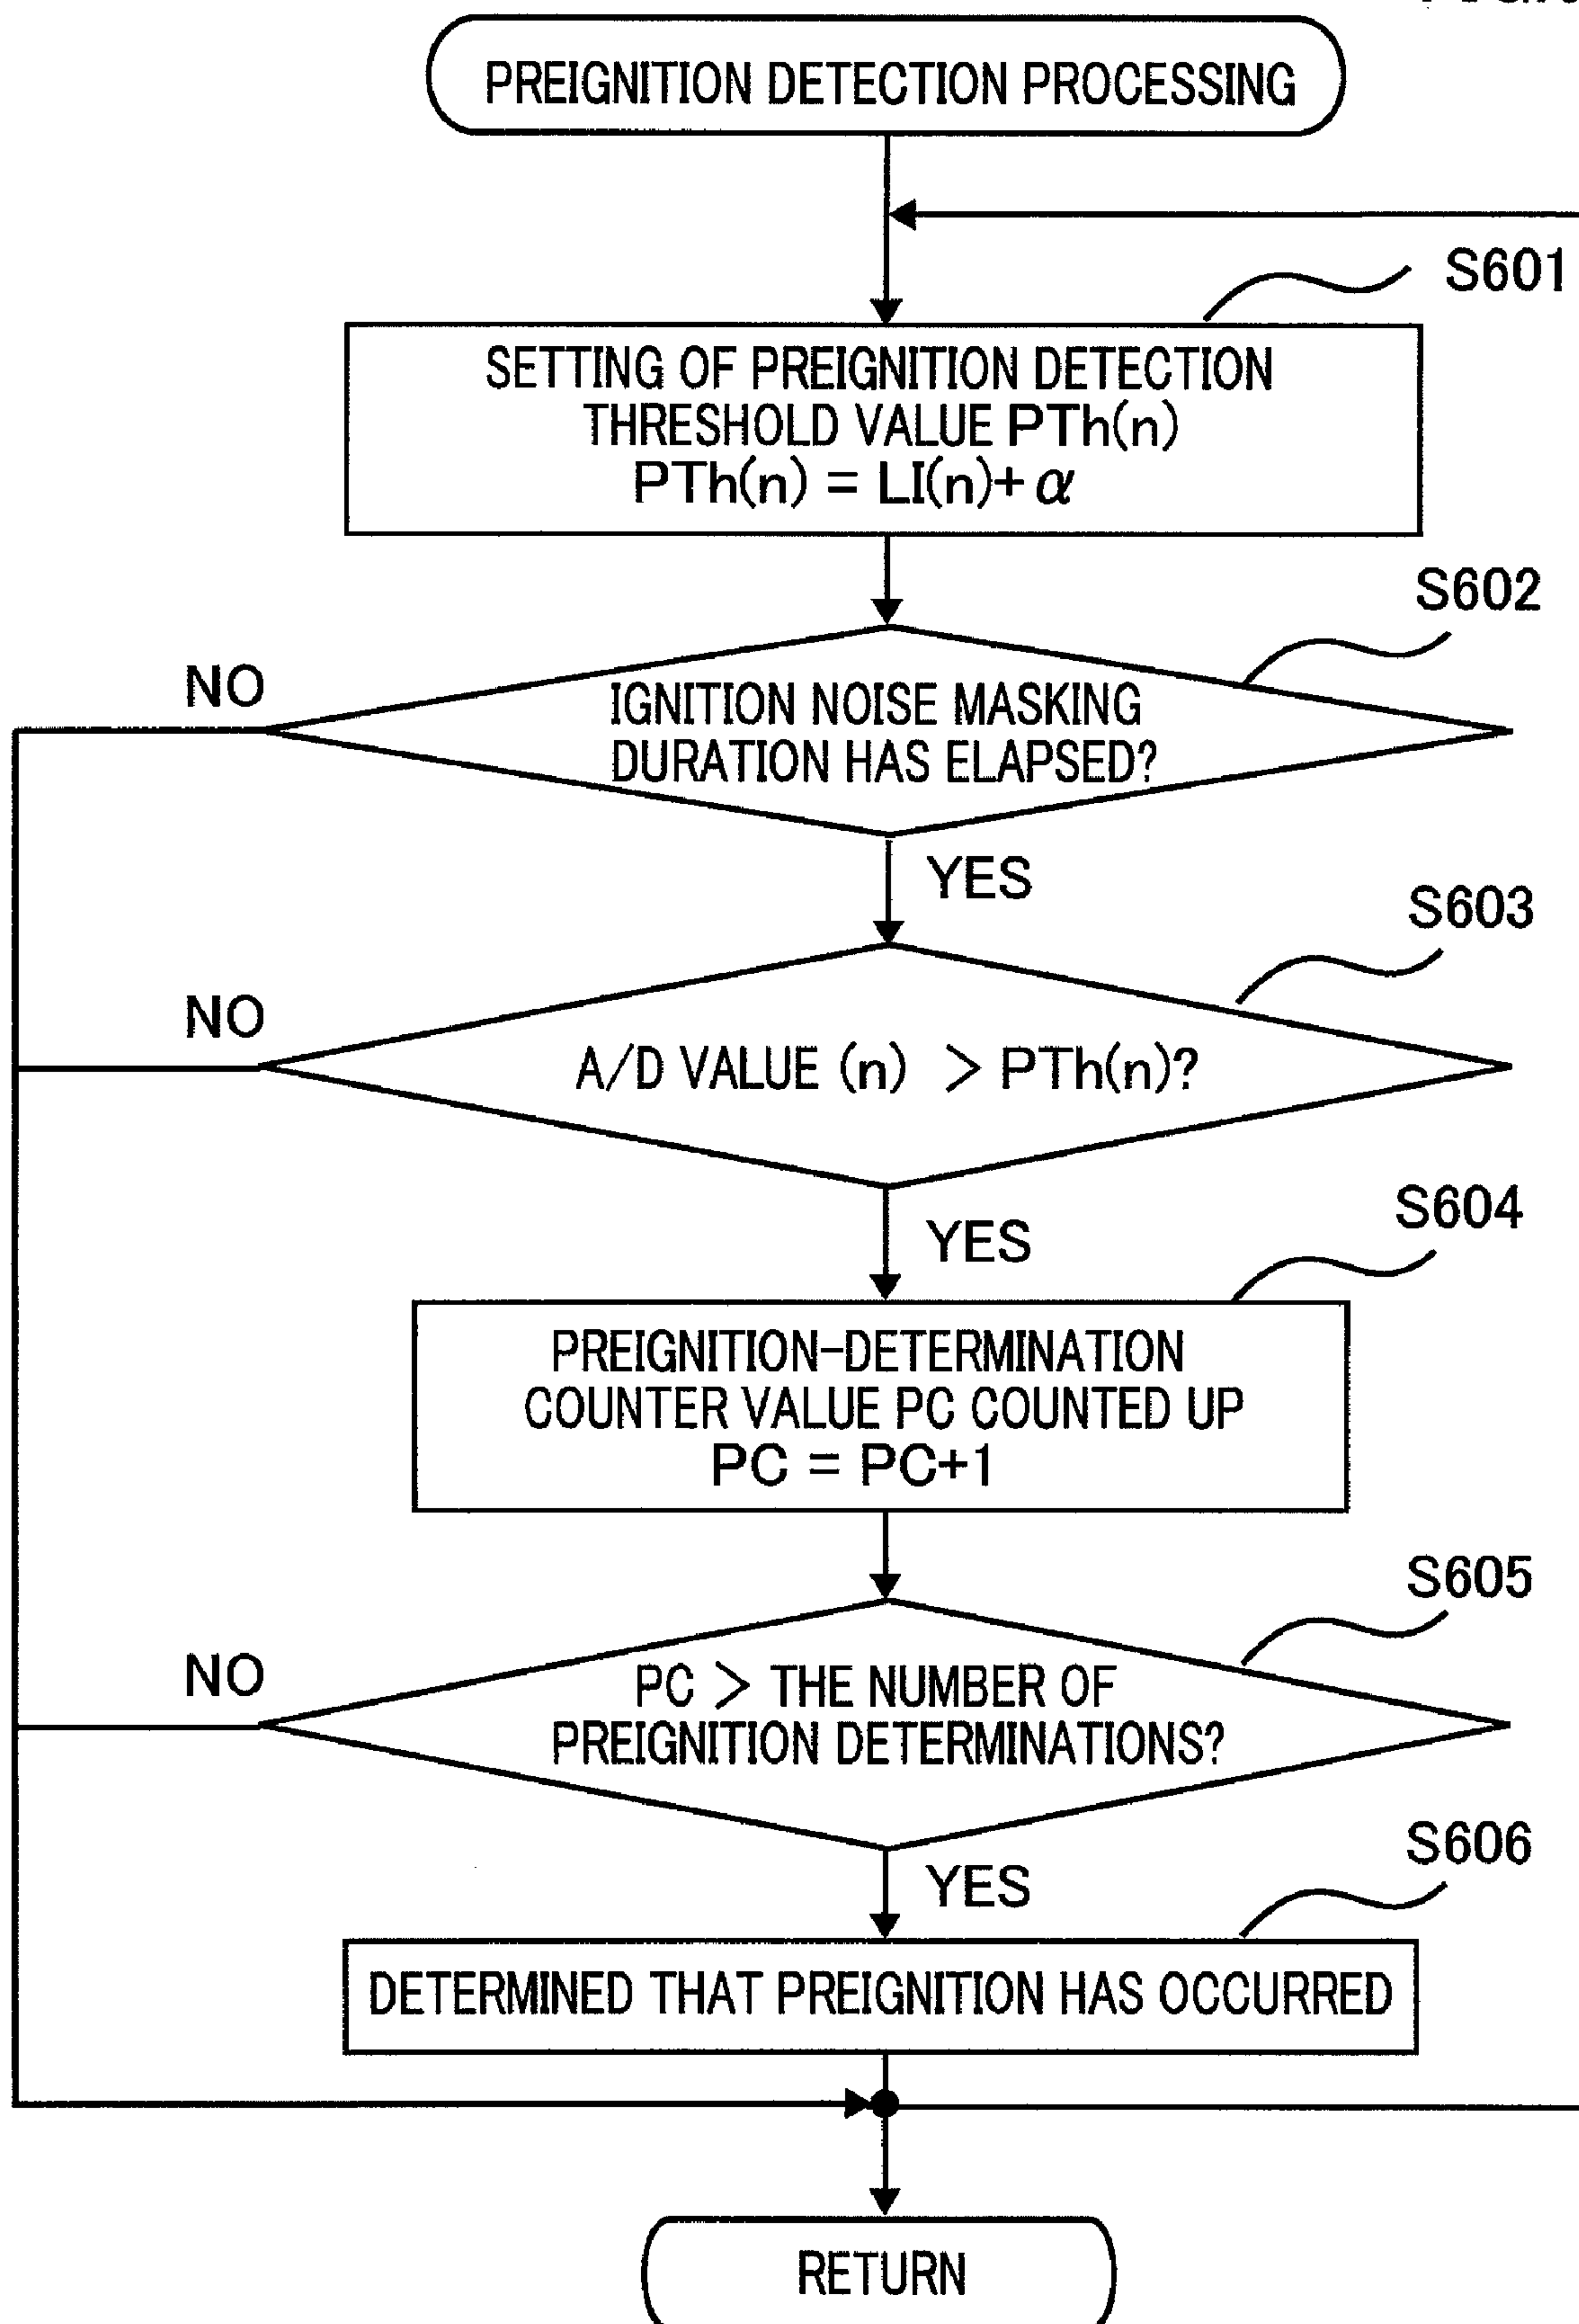 PREIGNITION DETECTION PROCESSING
S601
SETTING OF PREIGNITION DETECTION
THRESHOLD VALUE PTh(n)
PTh(n) = LI(n)+α
S602
NO
IGNITION NOISE MASKING
DURATION HAS ELAPSED?
YES
S603
NO
A/D VALUE (n) > PTh(n)?
YES
S604
PREIGNITION-DETERMINATION
COUNTER VALUE PC COUNTED UP
PC = PC+1
S605
NO
PC > THE NUMBER OF
PREIGNITION DETERMINATIONS?
YES
S606
DETERMINED THAT PREIGNITION HAS OCCURRED
RETURN